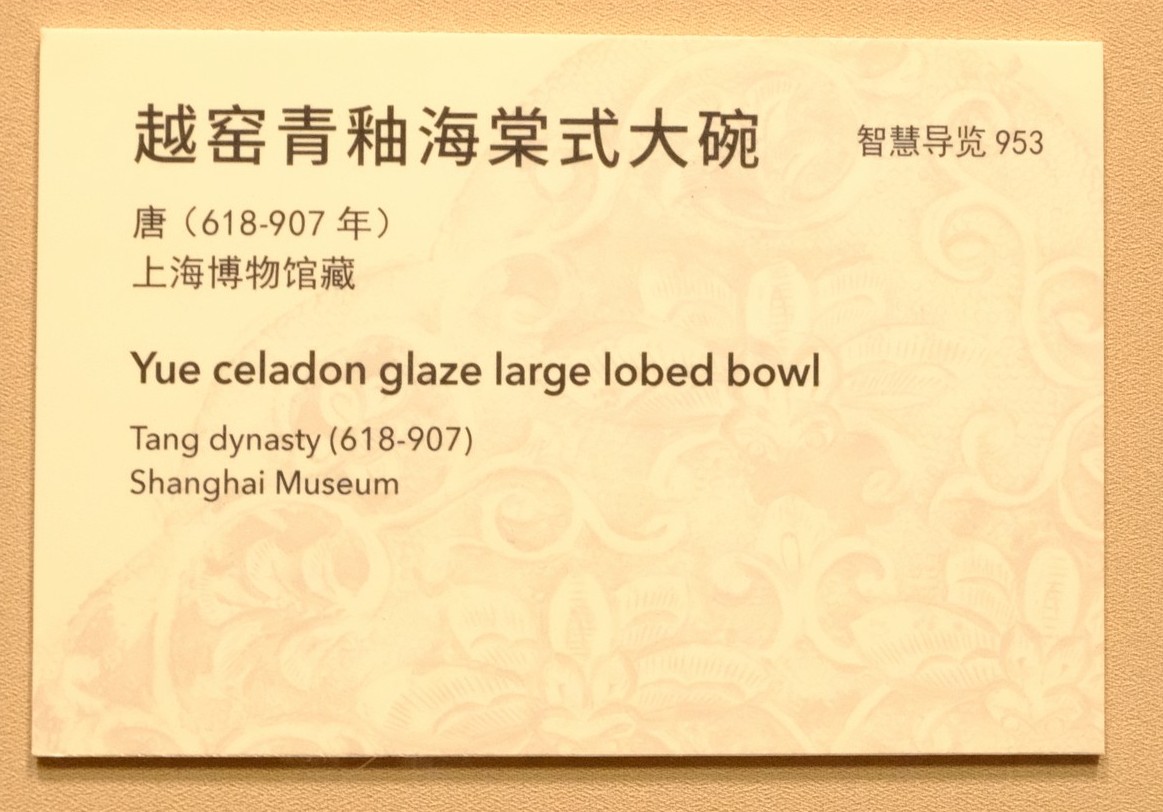 越窑青釉海棠式大碗 智慧导览 953
唐（618-907 年）
上海博物馆藏
Yue celadon glaze large lobed bowl
Tang dynasty (618-907)
Shanghai Museum